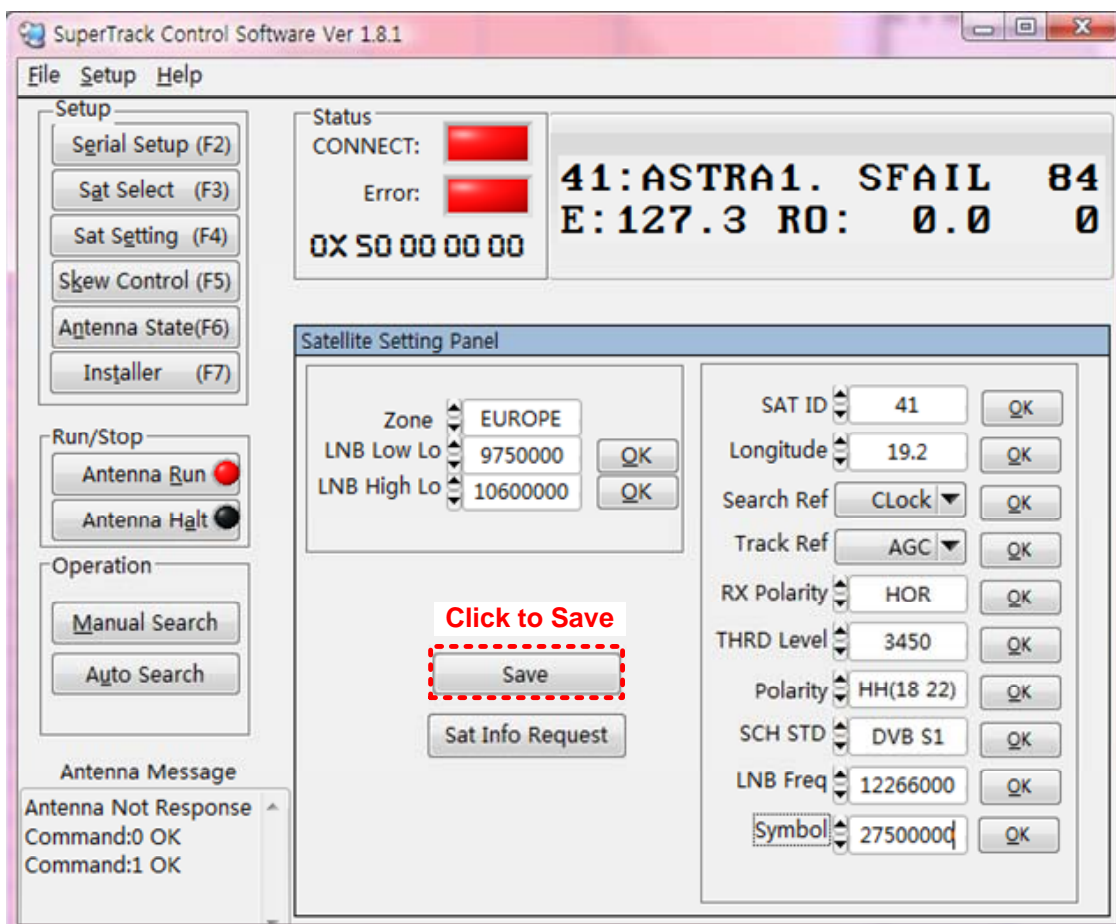 SuperTrack Control Software Ver 1.8.1
File Setup Help
Setup
Serial Setup (F2)
Sat Select (F3)
Sat Setting (F4)
Skew Control (F5)
Antenna State(F6)
Installer (F7)
Run/Stop
Antenna Run
Antenna Halt
Operation
Manual Search
Auto Search
Antenna Message
Antenna Not Response
Command:0 OK
Command:1 OK
Status
CONNECT:
Error:
0X 50 00 00 00
41:ASTRA1. SFAIL 84
E:127.3 RO: 0.0 0
Satellite Setting Panel
Zone EUROPE
LNB Low Lo 9750000 OK
LNB High Lo 10600000 OK
Click to Save
Save
Sat Info Request
SAT ID 41 OK
Longitude 19.2 OK
Search Ref CLock OK
Track Ref AGC OK
RX Polarity HOR OK
THRD Level 3450 OK
Polarity HH(18 22) OK
SCH STD DVB S1 OK
LNB Freq 12266000 OK
Symbol 27500000 OK